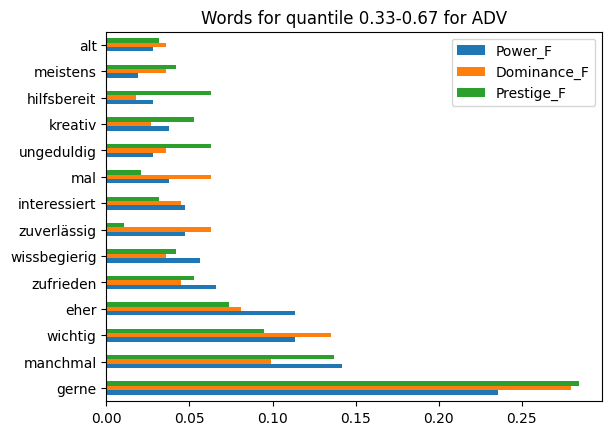 Words for quantile 0.33-0.67 for ADV
Power_F
Dominance_F
Prestige_F
alt
meistens
hilfsbereit
kreativ
ungeduldig
mal
interessiert
zuverlässig
wissbegierig
zufrieden
eher
wichtig
manchmal
gerne
0.00 0.05 0.10 0.15 0.20 0.25